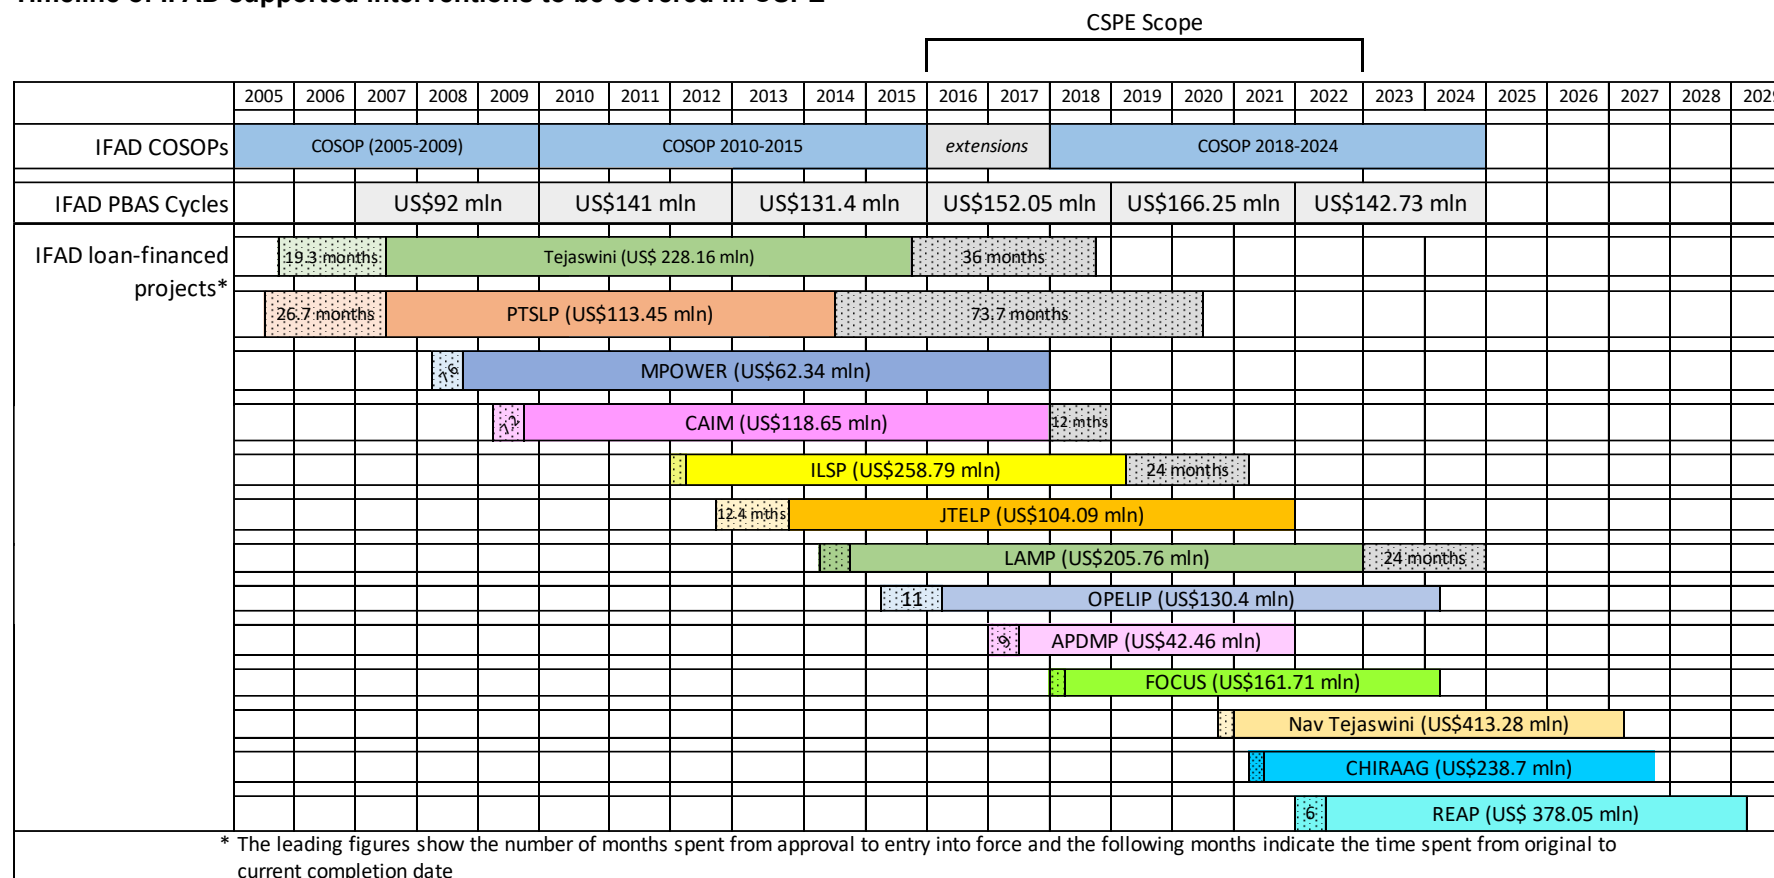 CSPE Scope
2005 2006 2007 2008 2009 2010 2011 2012 2013 2014 2015 2016 2017 2018 2019 2020 2021 2022 2023 2024 2025 2026 2027 2028 2029
IFAD COSOPs COSOP (2005-2009) COSOP 2010-2015 extensions COSOP 2018-2024
IFAD PBAS Cycles US$92 mln US$141 mln US$131.4 mln US$152.05 mln US$166.25 mln US$142.73 mln
IFAD loan-financed projects*
19.3 months Tejaswini (US$ 228.16 mln) 36 months
26.7 months PTSLP (US$113.45 mln) 73.7 months
MPOWER (US$62.34 mln)
CAIM (US$118.65 mln) 12 mths
ILSP (US$258.79 mln) 24 months
12.4 mths JTELP (US$104.09 mln)
LAMP (US$205.76 mln) 24 months
11 OPELIP (US$130.4 mln)
9 APDMP (US$42.46 mln)
FOCUS (US$161.71 mln)
Nav Tejaswini (US$413.28 mln)
CHIRAAG (US$238.7 mln)
6 REAP (US$ 378.05 mln)
* The leading figures show the number of months spent from approval to entry into force and the following months indicate the time spent from original to
current completion date